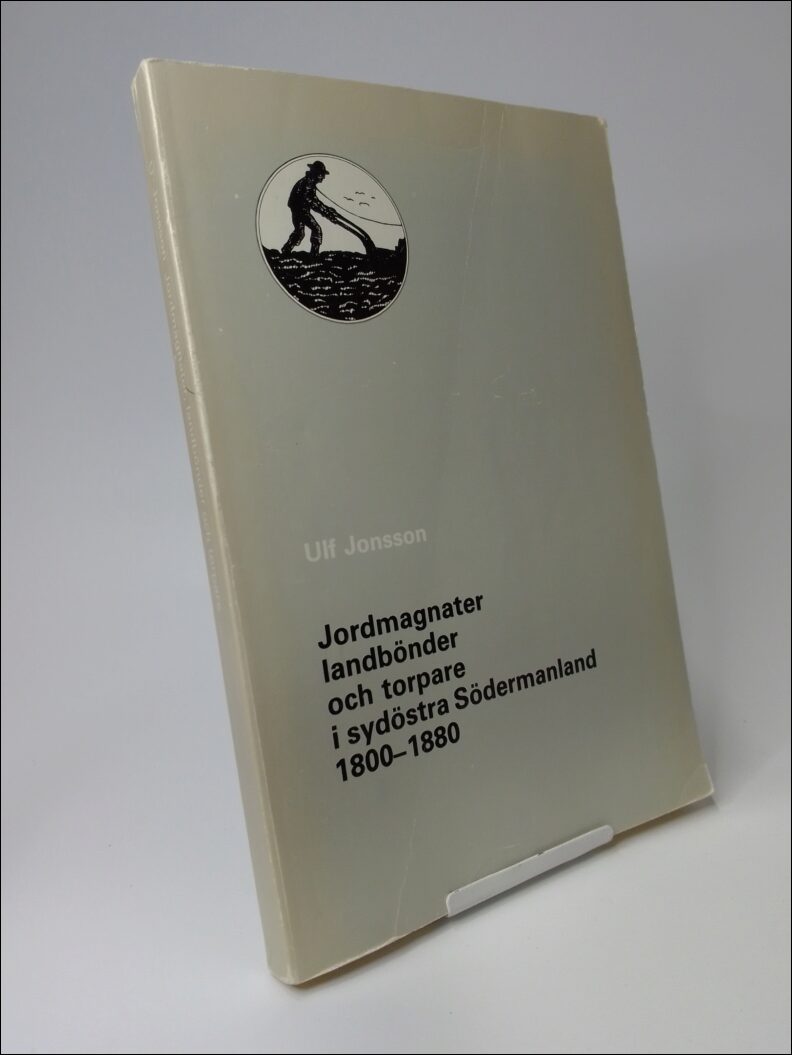 Ulf Jonsson
Jordmagnater
landbönder
och torpare
i sydöstra Södermanland
1800–1880